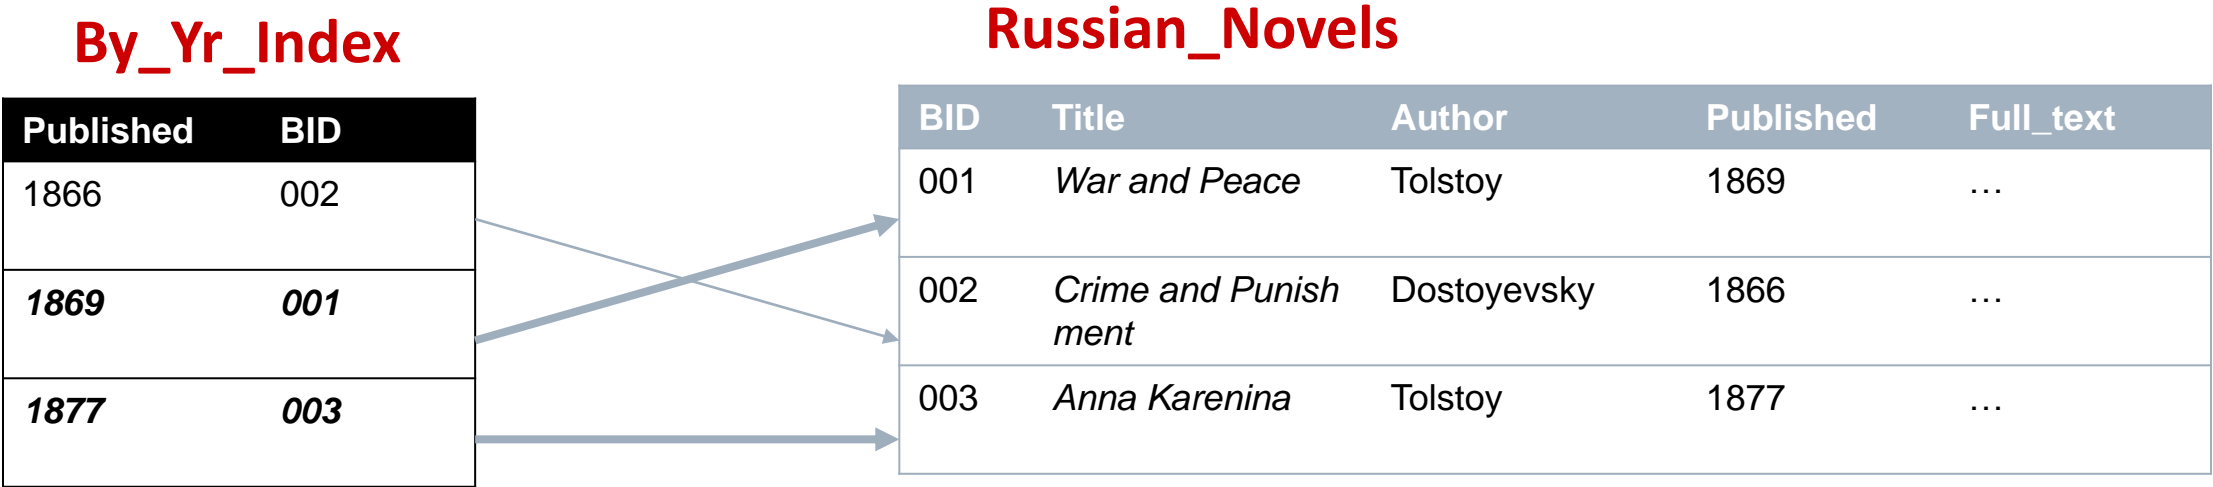 By_Yr_Index
Published BID
1866 002
1869 001
1877 003
Russian_Novels
BID Title Author Published Full_text
001 War and Peace Tolstoy 1869 …
002 Crime and Punish Dostoyevsky 1866 …
ment
003 Anna Karenina Tolstoy 1877 …